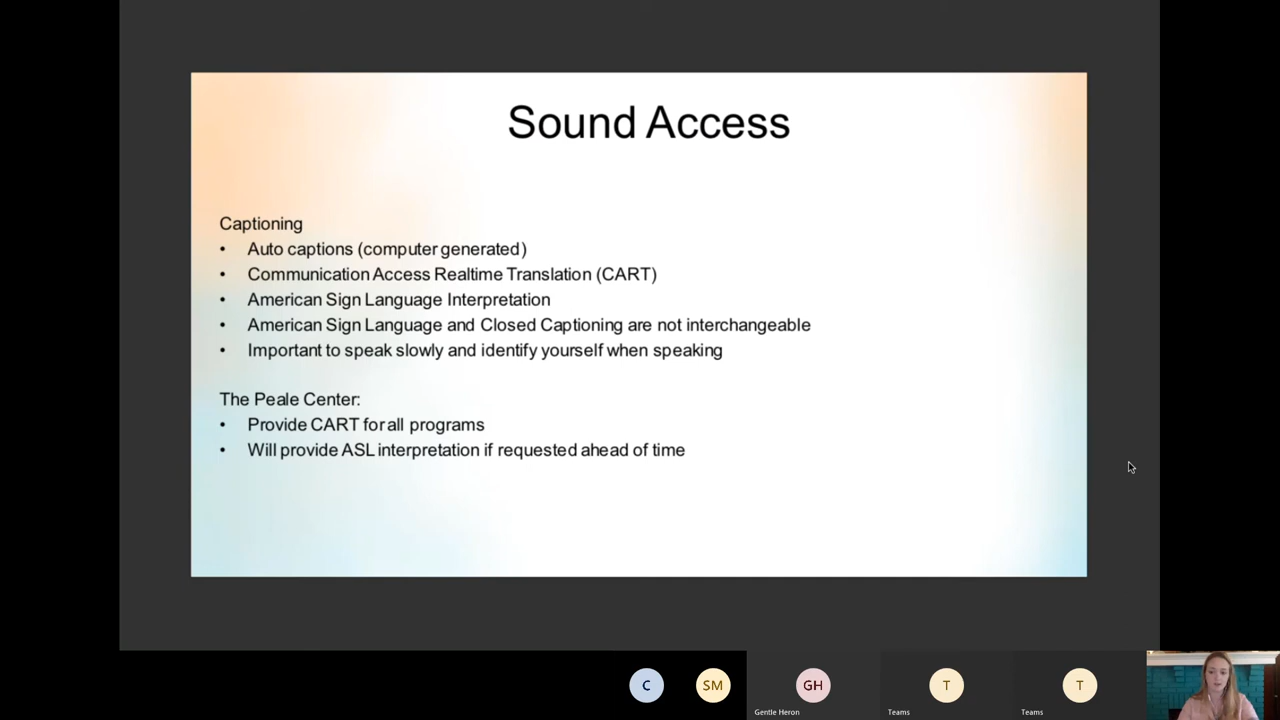 Sound Access
Captioning
• Auto captions (computer generated)
• Communication Access Realtime Translation (CART)
• American Sign Language Interpretation
• American Sign Language and Closed Captioning are not interchangeable
• Important to speak slowly and identify yourself when speaking
The Peale Center:
• Provide CART for all programs
• Will provide ASL interpretation if requested ahead of time
C
SM
GH
T
T
Gentle Heron
Teams
Teams